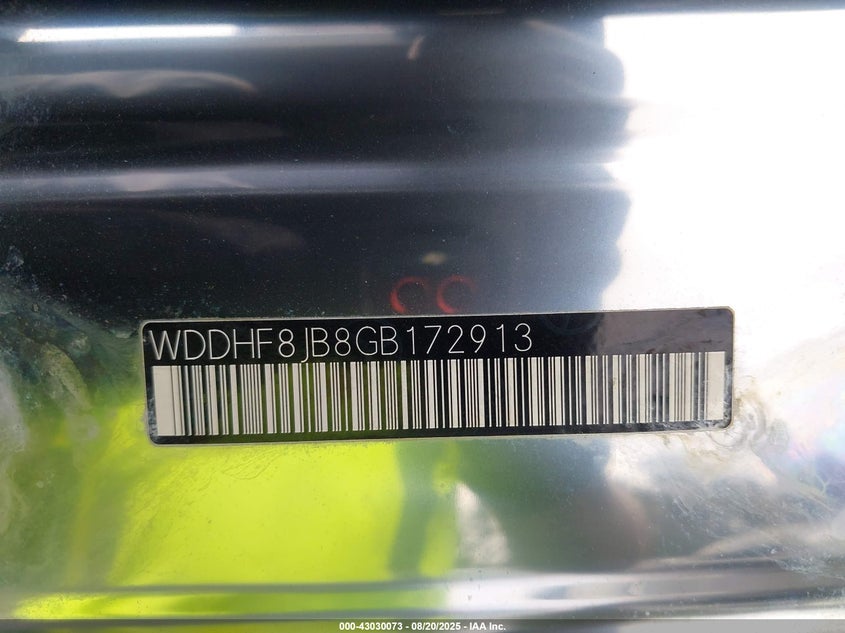 WDDHF8JB8GB172913
000-43030073 - 08/20/2025 - IAA Inc.